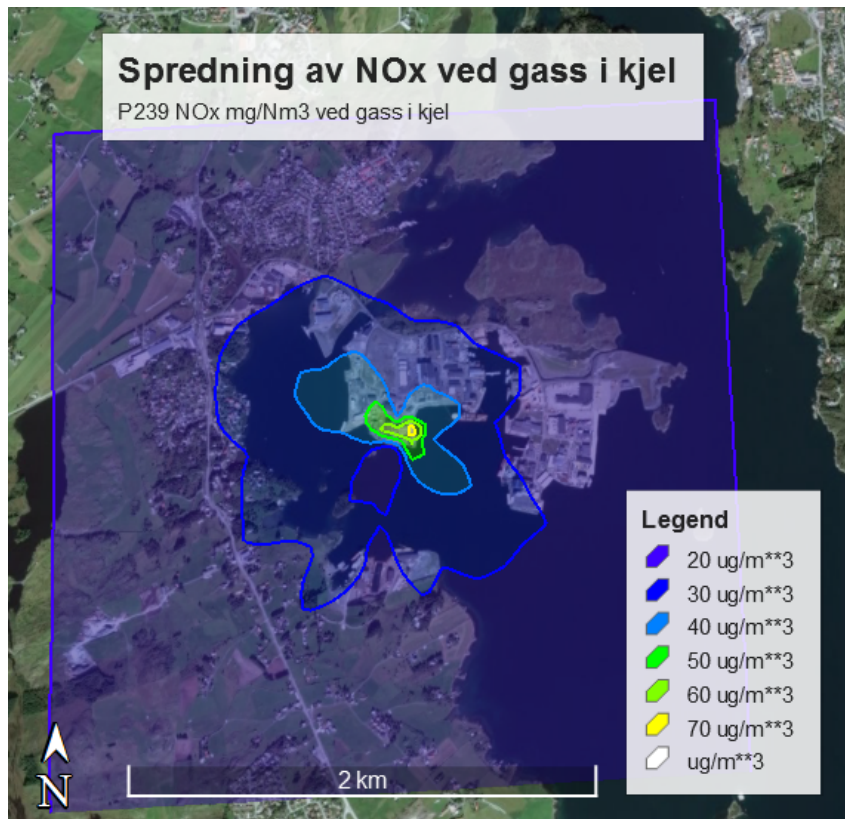 Spredning av NOx ved gass i kjel
P239 NOx mg/Nm3 ved gass i kjel
Legend
20 ug/m**3
30 ug/m**3
40 ug/m**3
50 ug/m**3
60 ug/m**3
70 ug/m**3
ug/m**3
N
2 km